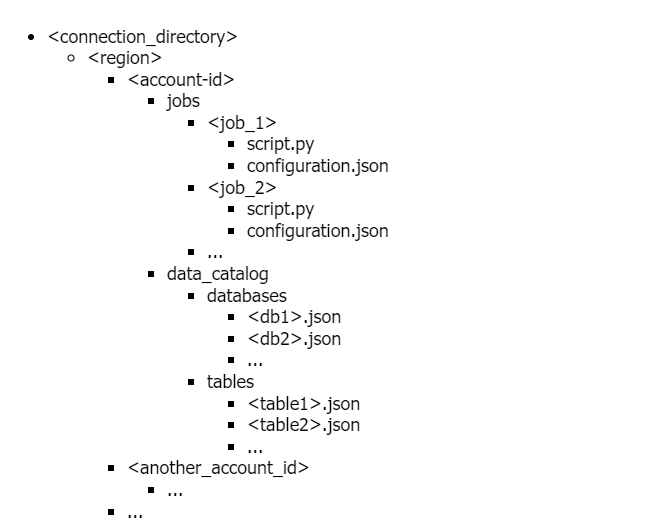 <connection_directory>
<region>
<account-id>
jobs
<job_1>
script.py
configuration.json
<job_2>
script.py
configuration.json
...
data_catalog
databases
<db1>.json
<db2>.json
...
tables
<table1>.json
<table2>.json
...
<another_account_id>
...
...